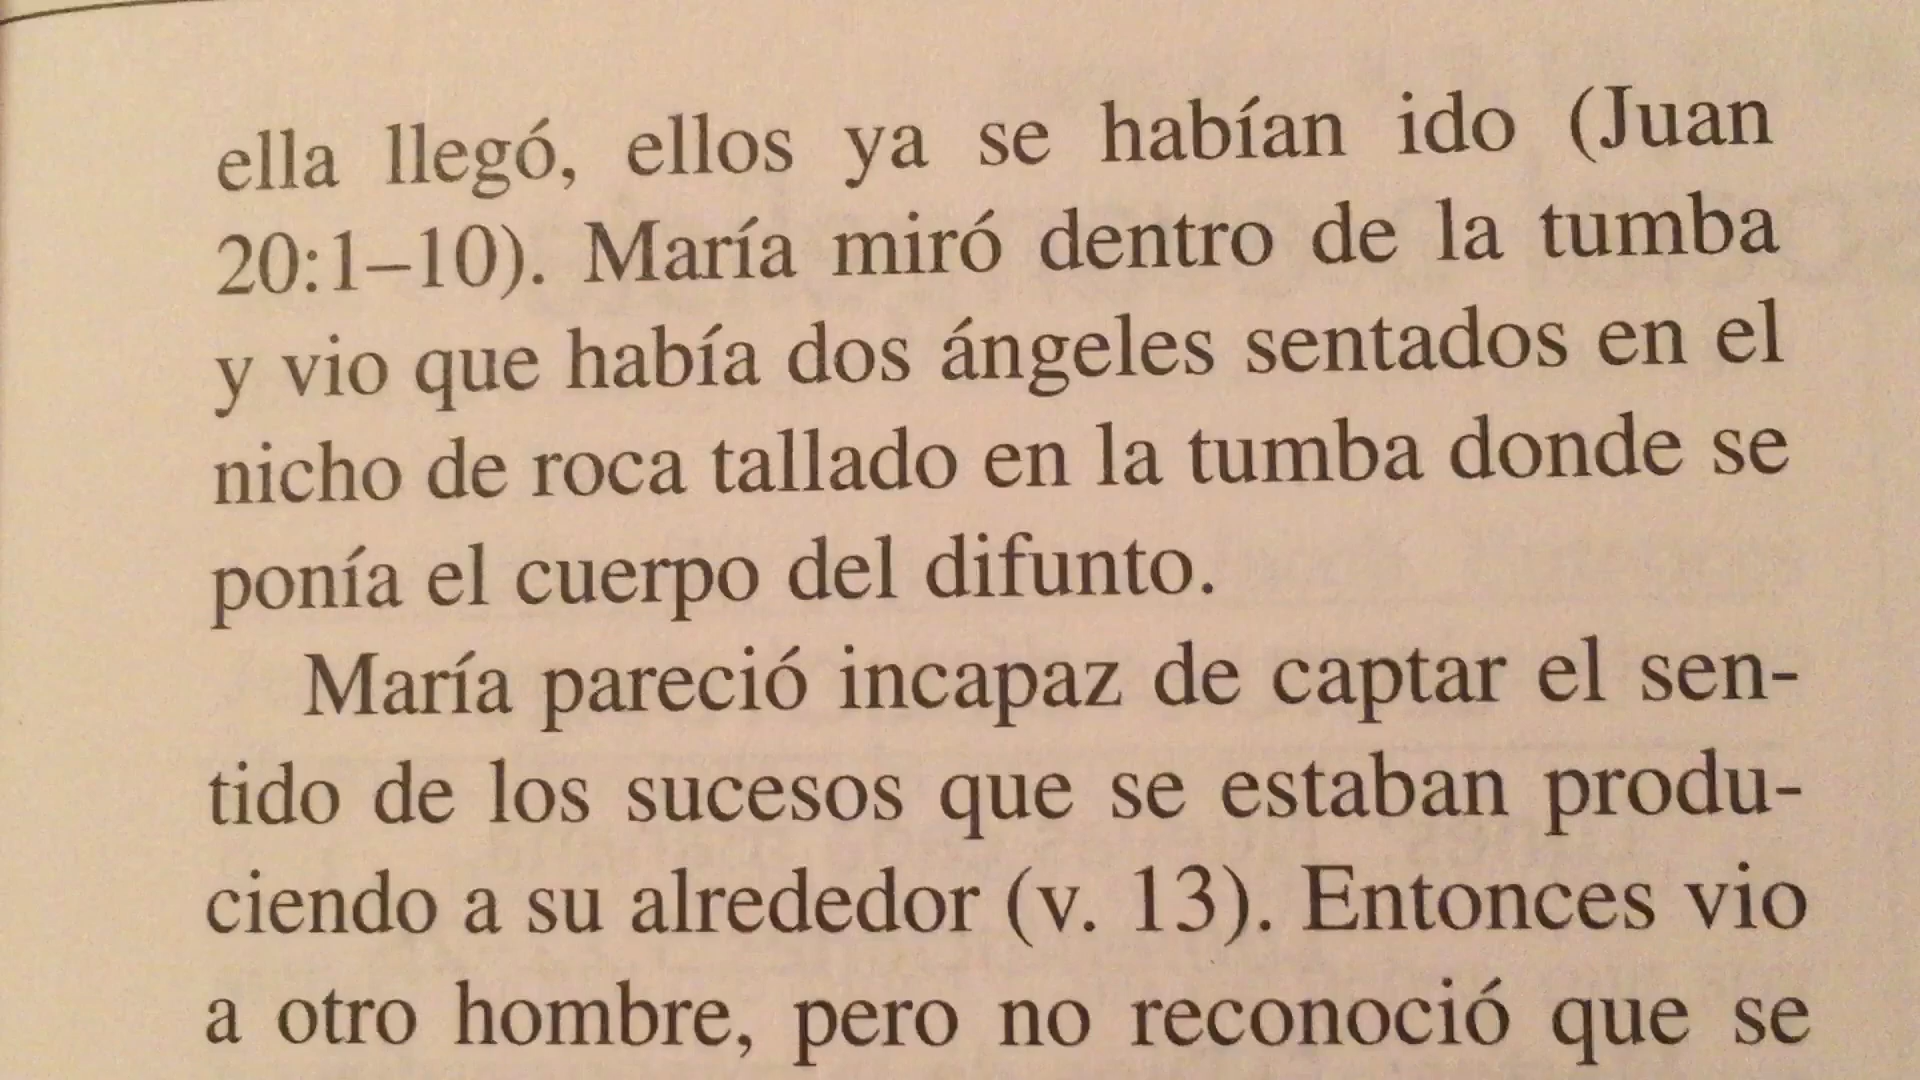 ella llegó, ellos ya se habían ido (Juan
20:1–10). María miró dentro de la tumba
y vio que había dos ángeles sentados en el
nicho de roca tallado en la tumba donde se
ponía el cuerpo del difunto.
María pareció incapaz de captar el sen-
tido de los sucesos que se estaban produ-
ciendo a su alrededor (v. 13). Entonces vio
a otro hombre, pero no reconoció que se